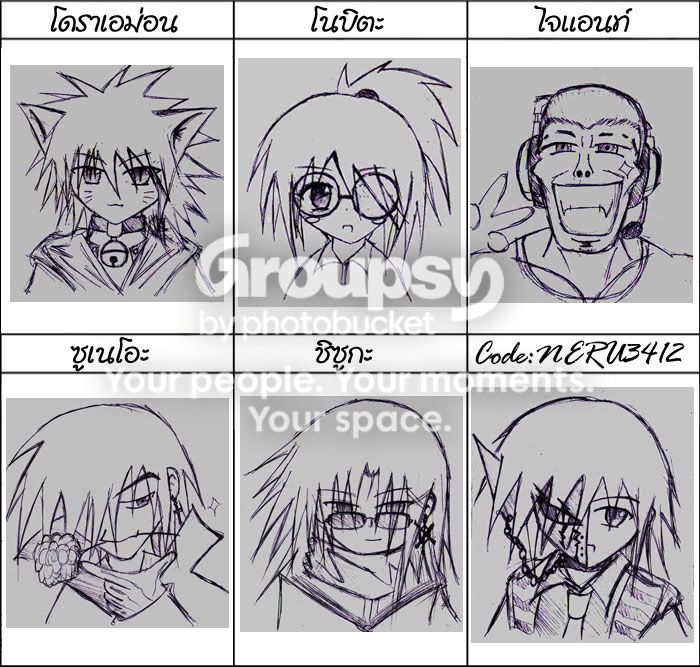 โดราเอม่อน
โนบิตะ
ไจแอนท์
Groupsy
by photobucket
ซูเนโอะ
ชิซูกะ
Code:NERU3412
Your people. Your moments.
Your space.